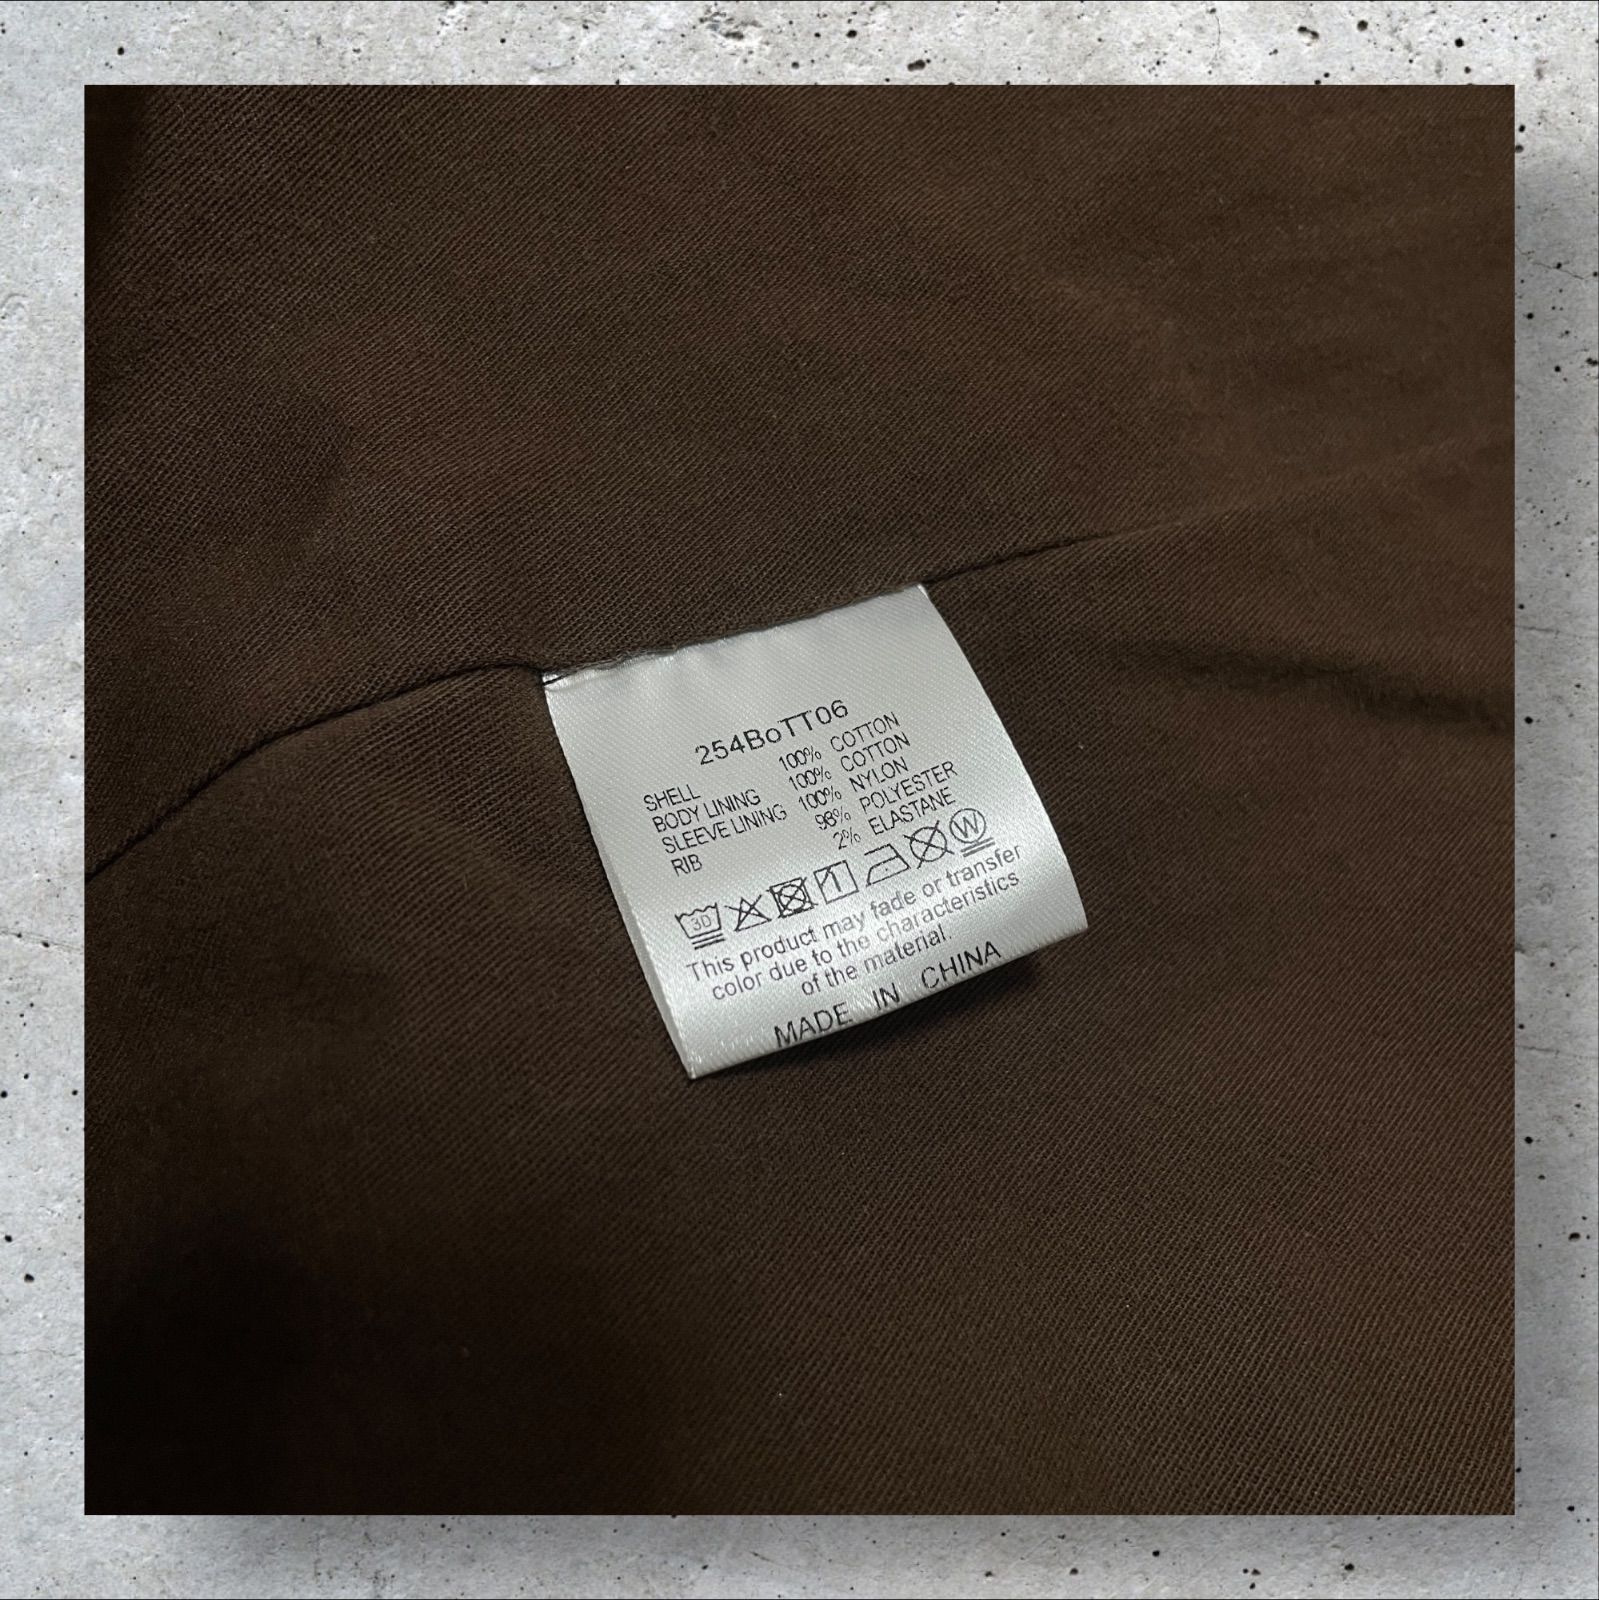 254BoTT06
SHELL 100% COTTON
BODY LINING 100% COTTON
SLEEVE LINING 100% NYLON
RIB 98% POLYESTER
2% ELASTANE
30 W
This product may fade or transfer
color due to the characteristics
of the material.
MADE IN CHINA